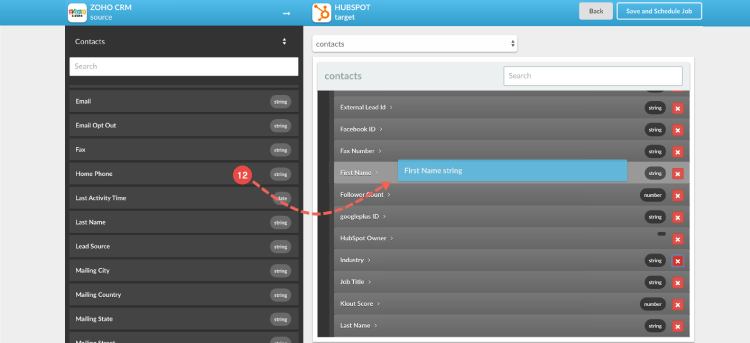 ZOHO CRM
source
→
HUBSPOT
target
Back
Save and Schedule Job
Contacts
Search
Email string
Email Opt Out string
Fax string
Home Phone string
Last Activity Time date
Last Name string
Lead Source string
Mailing City string
Mailing Country string
Mailing State string
Mailing Street
12
contacts
contacts
Search
External Lead Id > string
Facebook ID > string
Fax Number > string
First Name > string
First Name string
Follower Count > number
googleplus ID > string
HubSpot Owner >
Industry > string
Job Title > string
Klout Score > number
Last Name > string